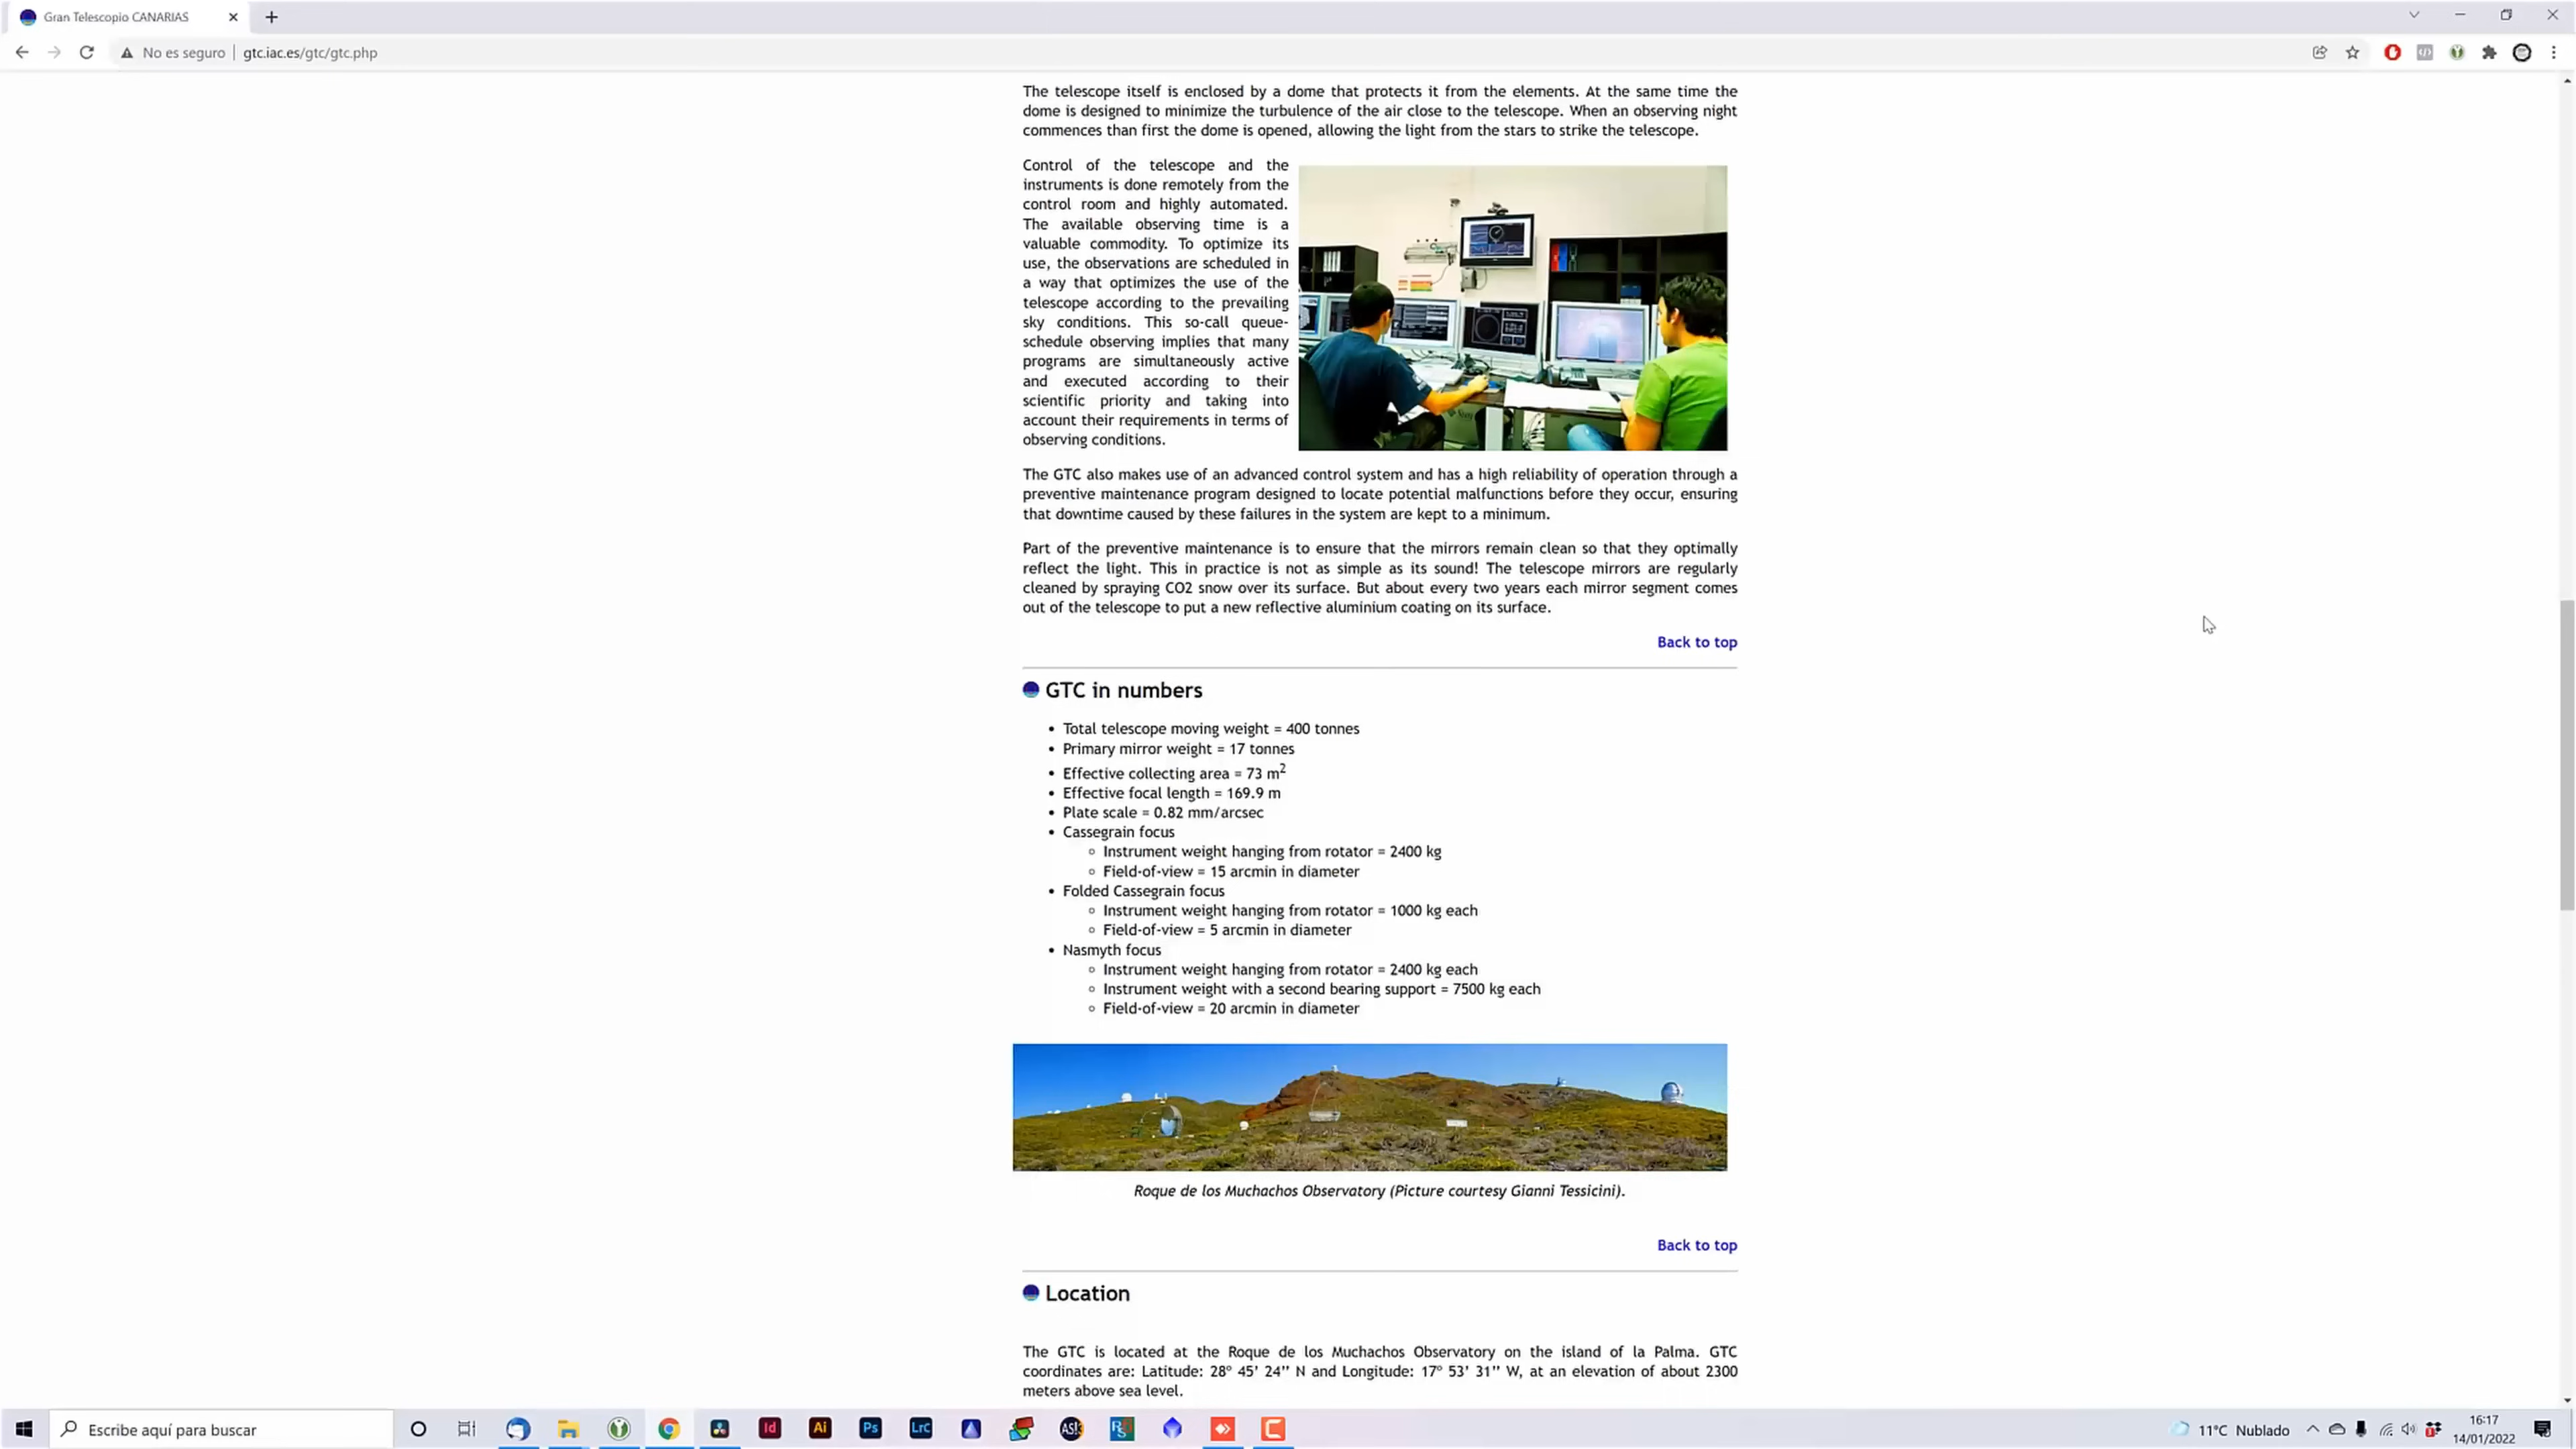 Gran Telescopio CANARIAS
No es seguro
gtc.iac.es/gtc/gtc.php
The telescope itself is enclosed by a dome that protects it from the elements. At the same time the
dome is designed to minimize the turbulence of the air close to the telescope. When an observing night
commences than first the dome is opened, allowing the light from the stars to strike the telescope.
Control of the telescope and the
instruments is done remotely from the
control room and highly automated.
The available observing time is a
valuable commodity. To optimize its
use, the observations are scheduled in
a way that optimizes the use of the
telescope according to the prevailing
sky conditions. This so-call queue-
schedule observing implies that many
programs are simultaneously active
and executed according to their
scientific priority and taking into
account their requirements in terms of
observing conditions.
The GTC also makes use of an advanced control system and has a high reliability of operation through a
preventive maintenance program designed to locate potential malfunctions before they occur, ensuring
that downtime caused by these failures in the system are kept to a minimum.
Part of the preventive maintenance is to ensure that the mirrors remain clean so that they optimally
reflect the light. This in practice is not as simple as its sound! The telescope mirrors are regularly
cleaned by spraying CO2 snow over its surface. But about every two years each mirror segment comes
out of the telescope to put a new reflective aluminium coating on its surface.
Back to top
GTC in numbers
• Total telescope moving weight = 400 tonnes
• Primary mirror weight = 17 tonnes
• Effective collecting area = 73 m²
• Effective focal length = 169.9 m
• Plate scale = 0.82 mm/arcsec
• Cassegrain focus
◦ Instrument weight hanging from rotator = 2400 kg
◦ Field-of-view = 15 arcmin in diameter
• Folded Cassegrain focus
◦ Instrument weight hanging from rotator = 1000 kg each
◦ Field-of-view = 5 arcmin in diameter
• Nasmyth focus
◦ Instrument weight hanging from rotator = 2400 kg each
◦ Instrument weight with a second bearing support = 7500 kg each
◦ Field-of-view = 20 arcmin in diameter
Roque de los Muchachos Observatory (Picture courtesy Gianni Tessicini).
Back to top
Location
The GTC is located at the Roque de los Muchachos Observatory on the island of la Palma. GTC
coordinates are: Latitude: 28º 45' 24'' N and Longitude: 17º 53' 31'' W, at an elevation of about 2300
meters above sea level.
Escribe aquí para buscar
Id
Ai
Ps
LrC
11°C Nublado
16:17
14/01/2022